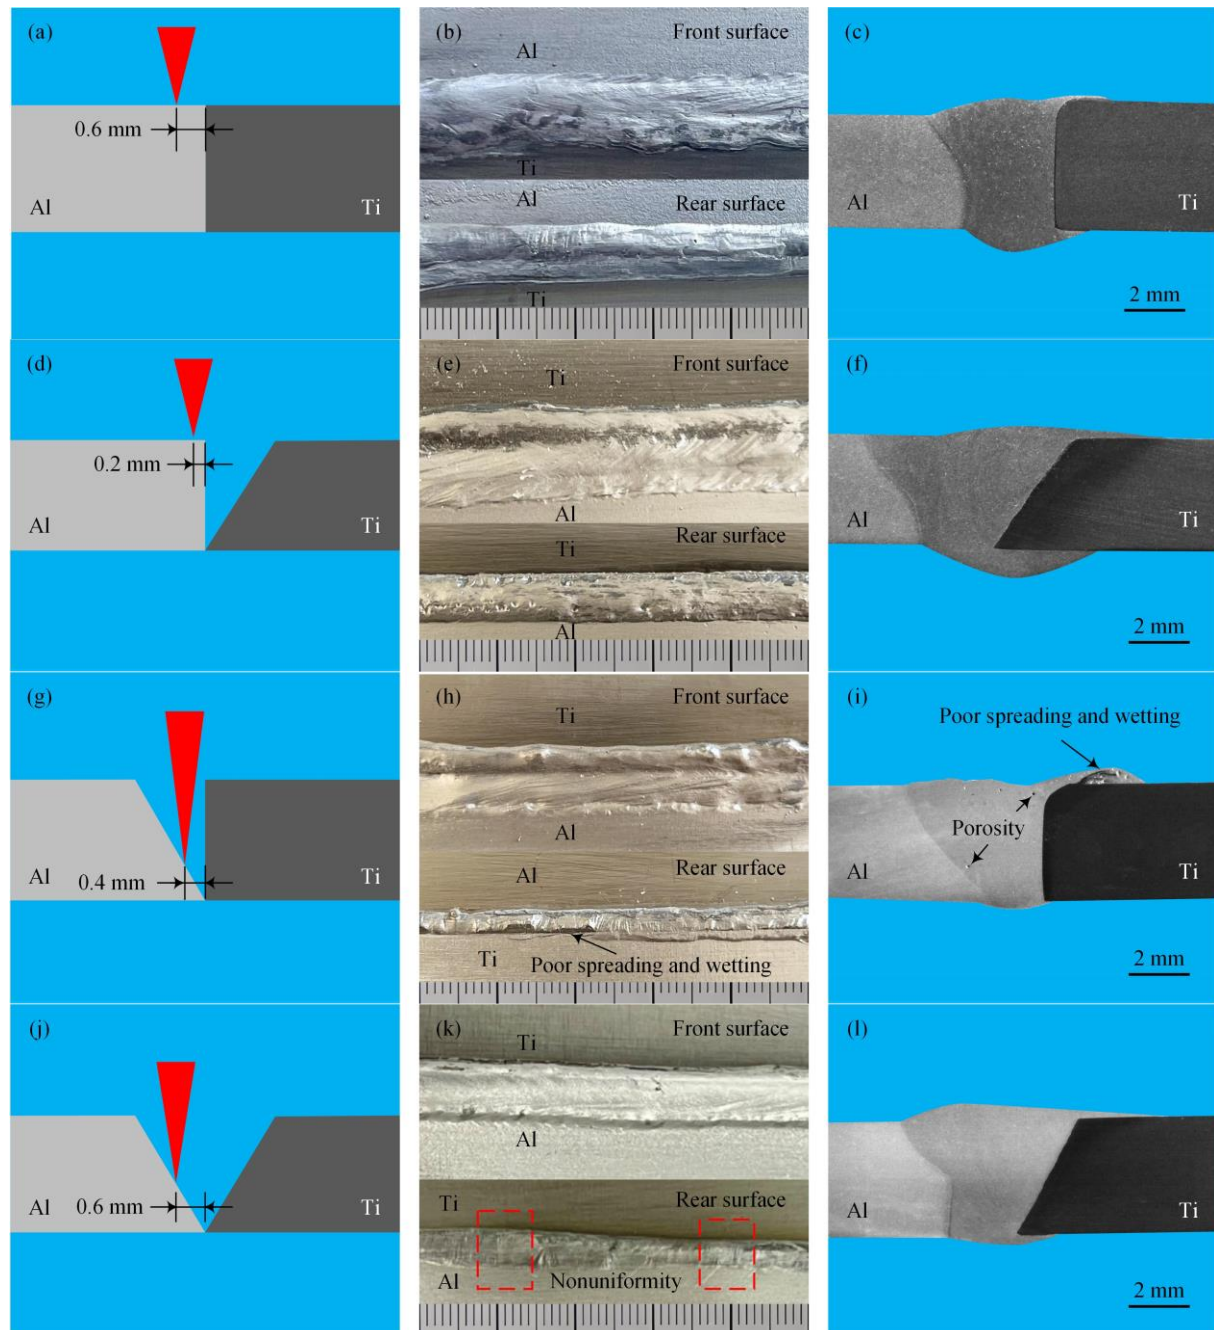 (a)
0.6 mm
Al
Ti
(b)
Front surface
Al
Ti
Al
Rear surface
Ti
(c)
Al
Ti
2 mm
(d)
0.2 mm
Al
Ti
(e)
Front surface
Ti
Al
Ti
Rear surface
Al
(f)
Al
Ti
2 mm
(g)
Al
0.4 mm
Ti
(h)
Front surface
Ti
Al
Rear surface
Al
Ti
Poor spreading and wetting
(i)
Poor spreading and wetting
Porosity
Al
Ti
2 mm
(j)
Al
0.6 mm
Ti
(k)
Front surface
Ti
Al
Ti
Rear surface
Al
Nonuniformity
(l)
Al
Ti
2 mm